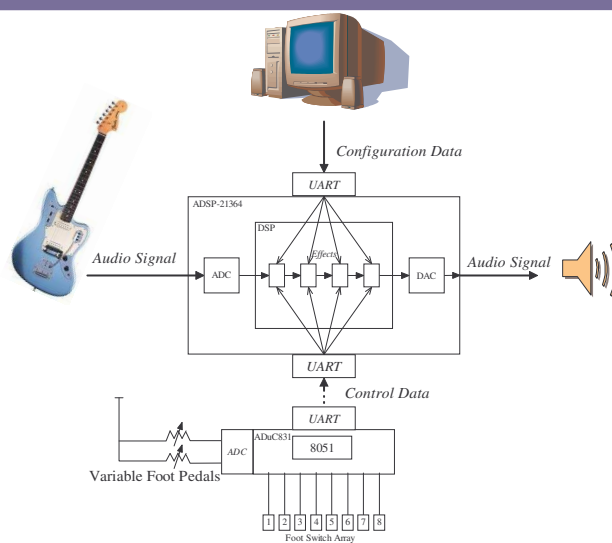 Configuration Data
UART
ADSP-21364
DSP
Effects
Audio Signal
ADC
DAC
Audio Signal
UART
Control Data
UART
ADuC831
ADC
8051
Variable Foot Pedals
1 2 3 4 5 6 7 8
Foot Switch Array